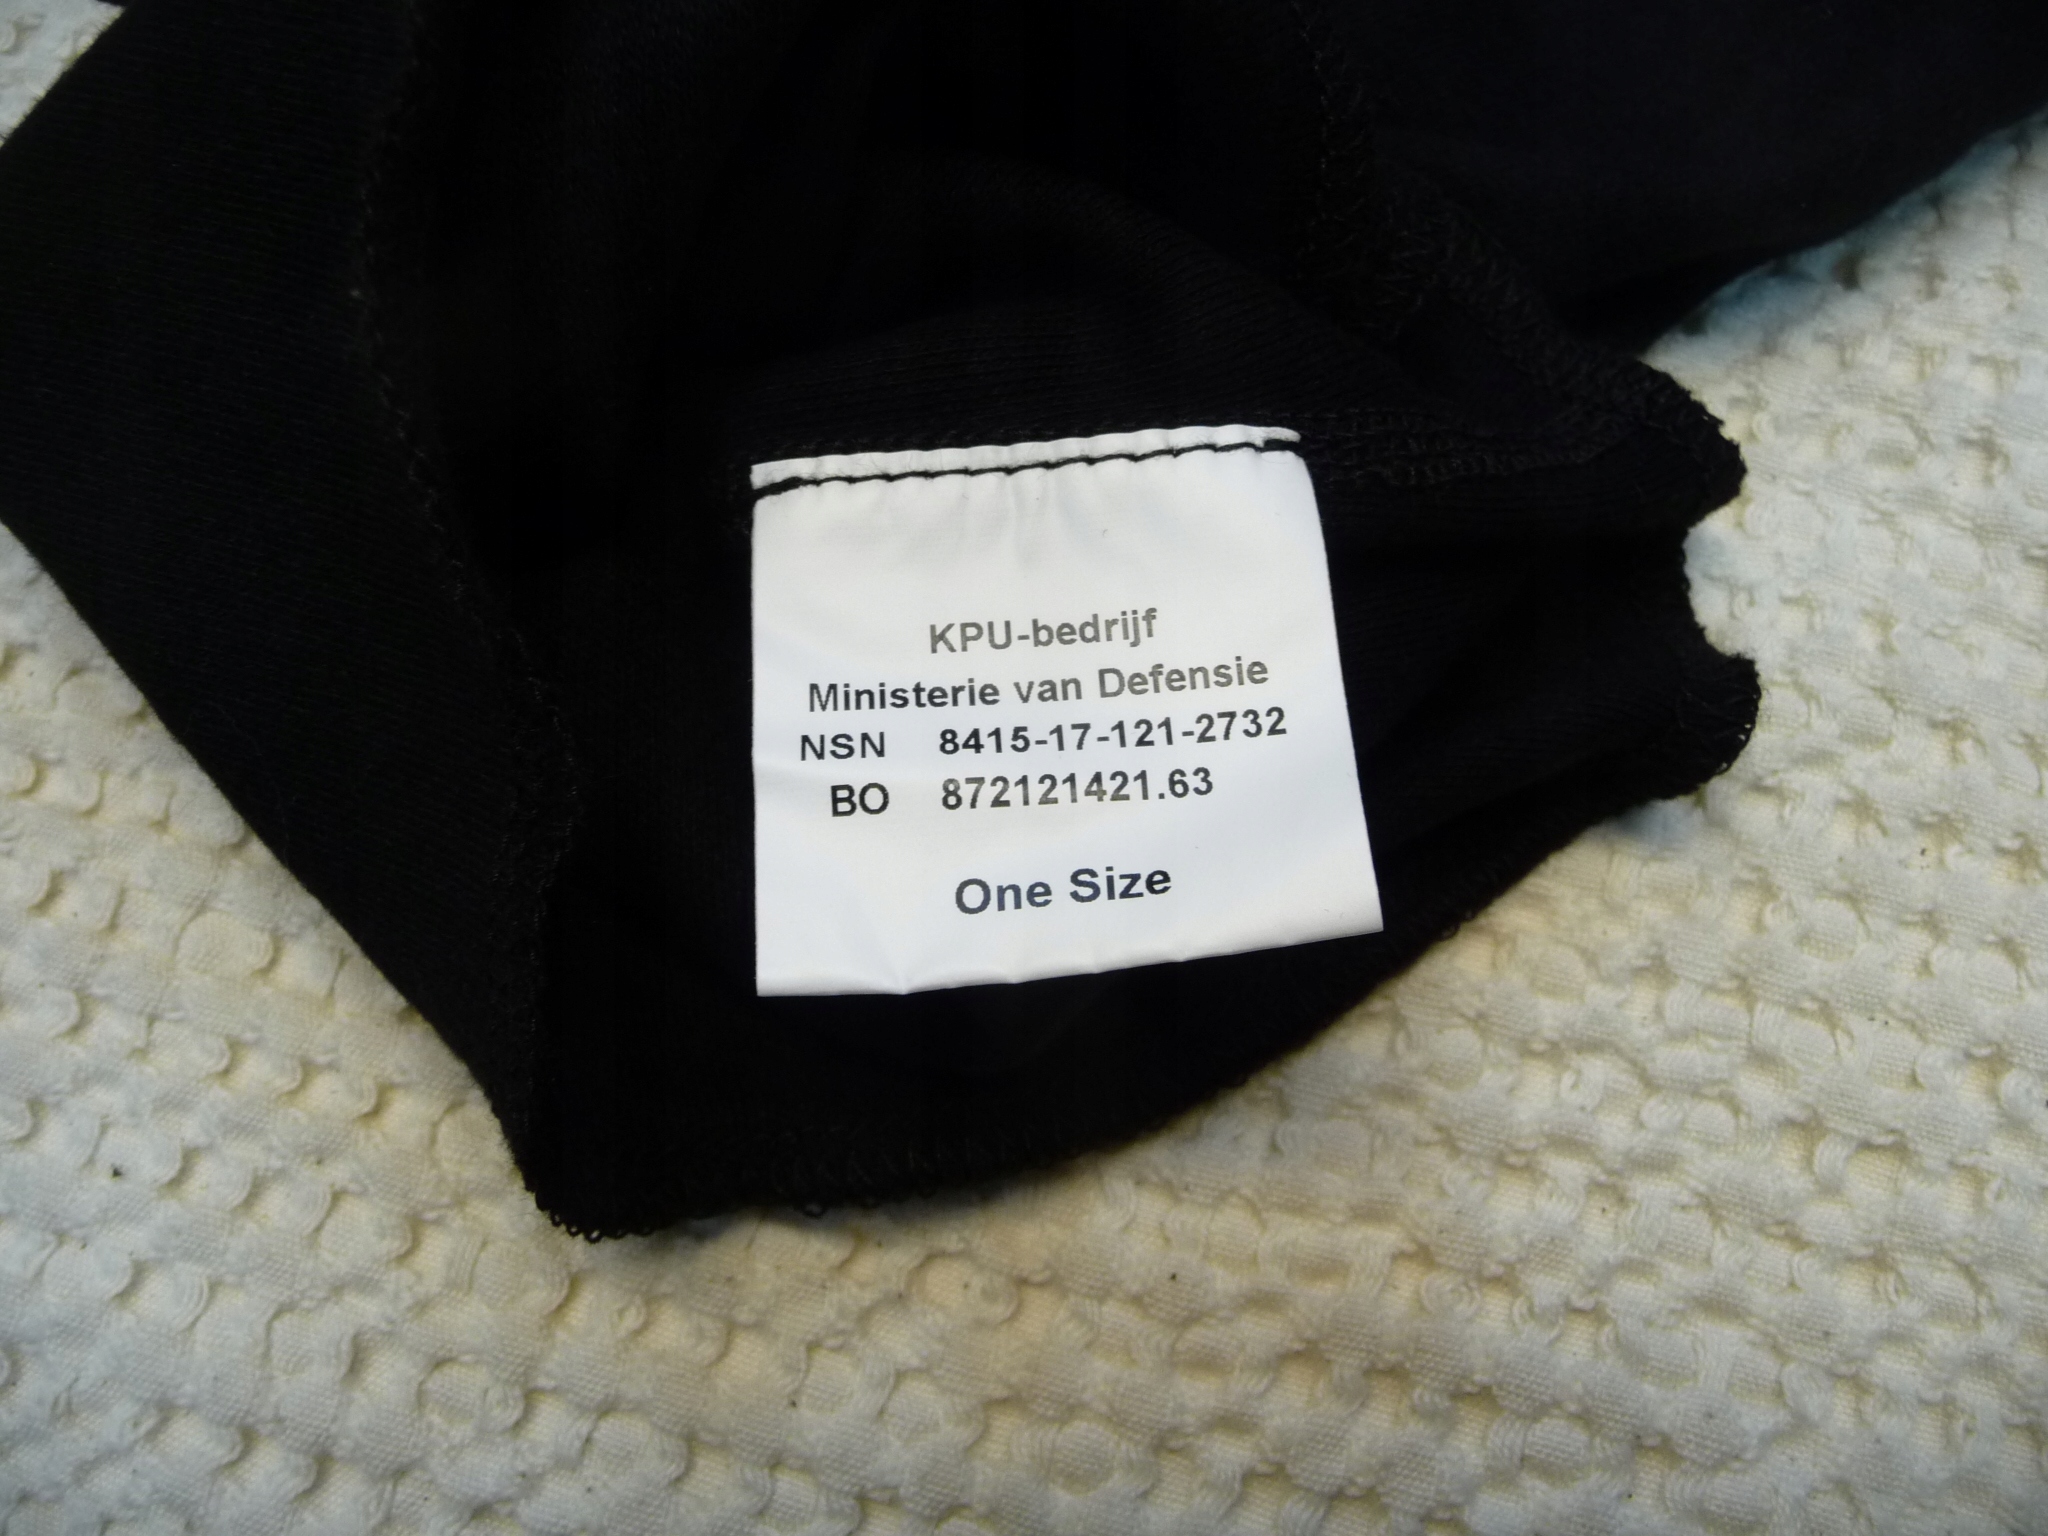 KPU-bedrijf
Ministerie van Defensie
NSN 8415-17-121-2732
BO 872121421.63
One Size